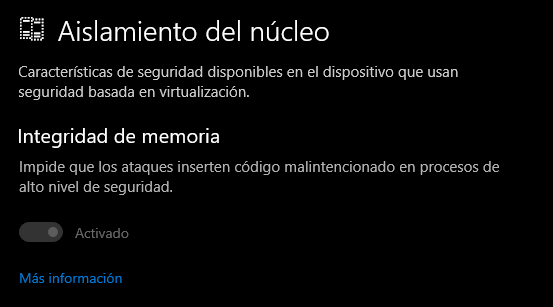 Aislamiento del núcleo
Características de seguridad disponibles en el dispositivo que usan
seguridad basada en virtualización.
Integridad de memoria
Impide que los ataques inserten código malintencionado en procesos de
alto nivel de seguridad.
Activado
Más información